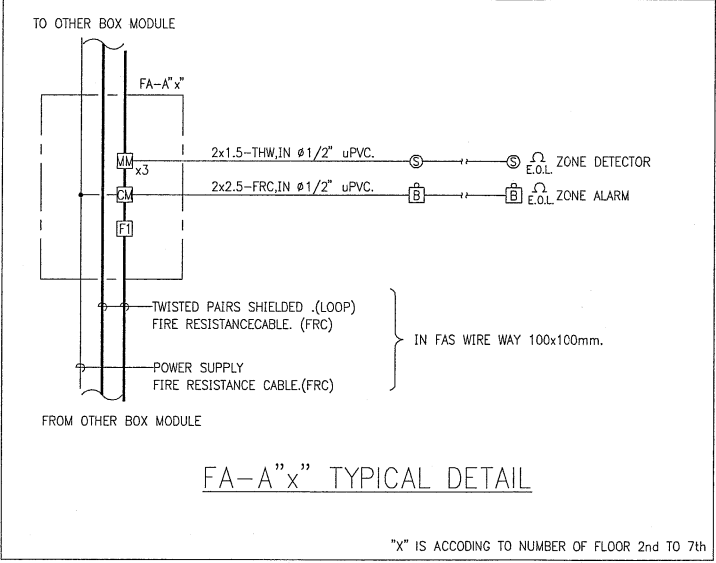 TO OTHER BOX MODULE
FA-A"x"
MM
x3
2x1.5-THW,IN ø1/2" uPVC.
S
S
Ω
E.O.L.
ZONE DETECTOR
CM
2x2.5-FRC,IN ø1/2" uPVC.
B
B
Ω
E.O.L.
ZONE ALARM
F1
TWISTED PAIRS SHIELDED .(LOOP)
FIRE RESISTANCECABLE. (FRC)
IN FAS WIRE WAY 100x100mm.
POWER SUPPLY
FIRE RESISTANCE CABLE.(FRC)
FROM OTHER BOX MODULE
FA-A"x" TYPICAL DETAIL
"X" IS ACCODING TO NUMBER OF FLOOR 2nd TO 7th